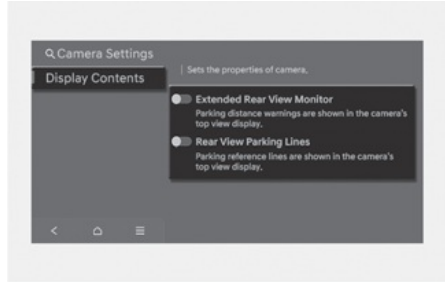 Camera Settings
Display Contents
Sets the properties of camera.
Extended Rear View Monitor
Parking distance warnings are shown in the camera's
top view display.
Rear View Parking Lines
Parking reference lines are shown in the camera's
top view display.